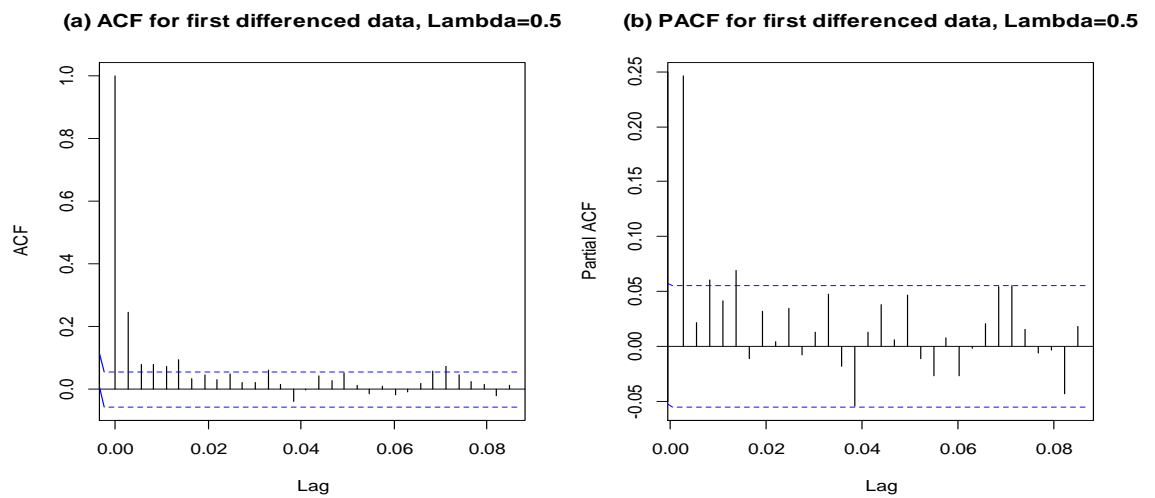 (a) ACF for first differenced data, Lambda=0.5
ACF
1.0
0.8
0.6
0.4
0.2
0.0
0.00 0.02 0.04 0.06 0.08
Lag
(b) PACF for first differenced data, Lambda=0.5
Partial ACF
0.25
0.20
0.15
0.10
0.05
0.00
-0.05
0.00 0.02 0.04 0.06 0.08
Lag